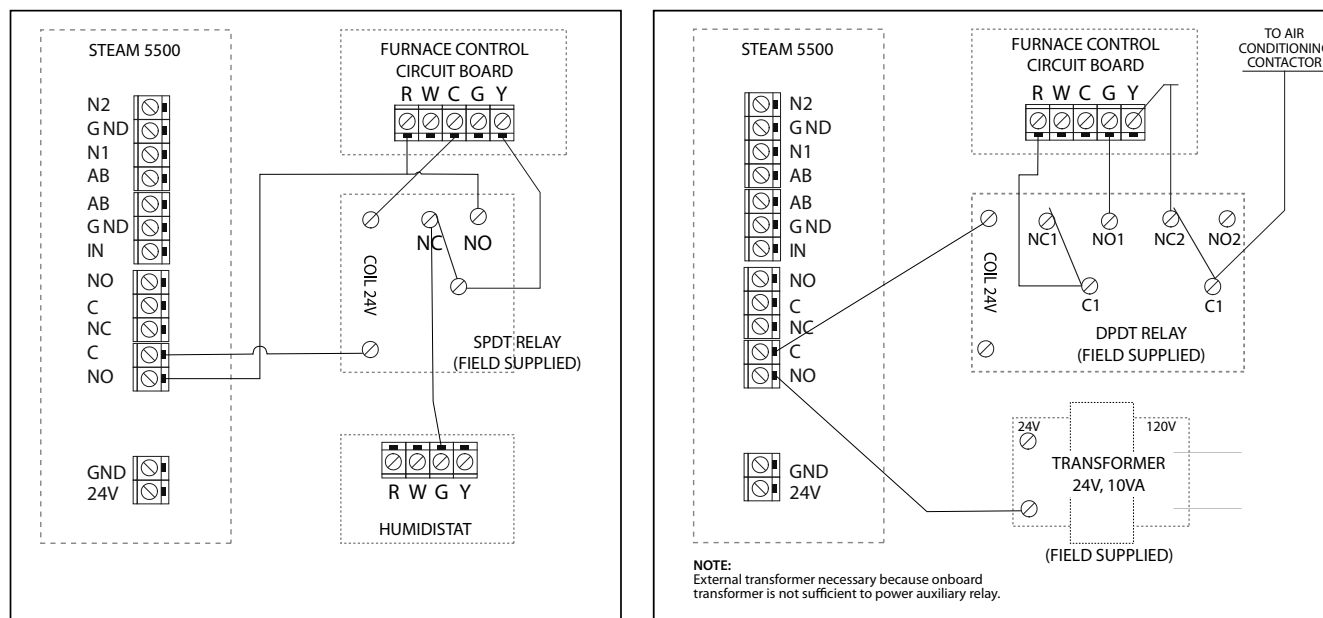 STEAM 5500
N2
GND
N1
AB
AB
GND
IN
NO
C
NC
C
NO
GND
24V
FURNACE CONTROL
CIRCUIT BOARD
R W C G Y
NC
NO
COIL 24V
SPDT RELAY
(FIELD SUPPLIED)
R W G Y
HUMIDISTAT
STEAM 5500
N2
GND
N1
AB
AB
GND
IN
NO
C
NC
C
NO
GND
24V
FURNACE CONTROL
CIRCUIT BOARD
R W C G Y
TO AIR
CONDITIONING
CONTACTOR
NC1
NO1
NC2
NO2
COIL 24V
C1
C1
DPDT RELAY
(FIELD SUPPLIED)
24V
120V
TRANSFORMER
24V, 10VA
(FIELD SUPPLIED)
NOTE:
External transformer necessary because onboard
transformer is not sufficient to power auxiliary relay.